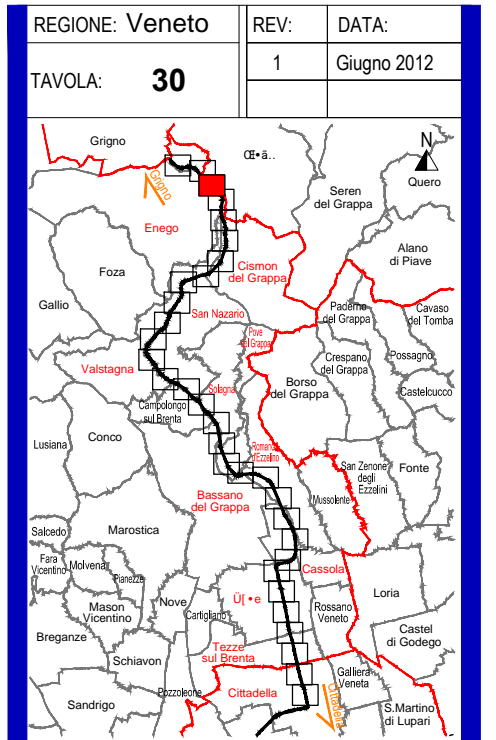 REGIONE: Veneto
REV:
DATA:
TAVOLA: 30
1
Giugno 2012
Grigno
Œ•ã..
N
Quero
Grigno
Seren
del Grappa
Enego
Alano
di Piave
Cismon
del Grappa
Foza
Gallio
San Nazario
Paderno
del Grappa
Cavaso
del Tomba
Pove
del Grappa
Crespano
del Grappa
Possagno
Valstagna
Solagna
Borso
del Grappa
Castelcucco
Campolongo
sul Brenta
Lusiana
Conco
Romano
d'Ezzelino
San Zenone
degli
Ezzelini
Fonte
Bassano
del Grappa
Mussolente
Salcedo
Marostica
Fara
Vicentino
Molvena
Pianezze
Cassola
Loria
Mason
Vicentino
Nove
Cartigliano
Ü[ •e
Rossano
Veneto
Breganze
Castel
di Godego
Schiavon
Tezze
sul Brenta
Galliera
Veneta
Pozzoleone
Cittadella
Cittadella
Sandrigo
S.Martino
di Lupari